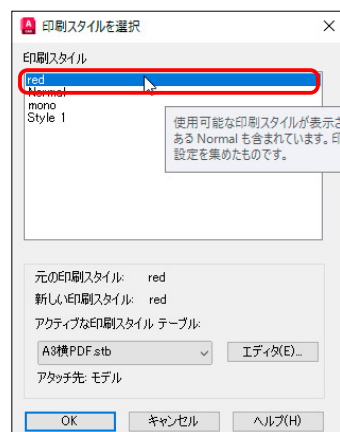 印刷スタイルを選択
印刷スタイル
red
Normal
mono
Style 1
使用可能な印刷スタイルが表示さ
ある Normal も含まれています。印
設定を集めたものです。
元の印刷スタイル: red
新しい印刷スタイル: red
アクティブな印刷スタイル テーブル:
A3横PDF.stb
エディタ(E)...
アタッチ先: モデル
OK キャンセル ヘルプ(H)